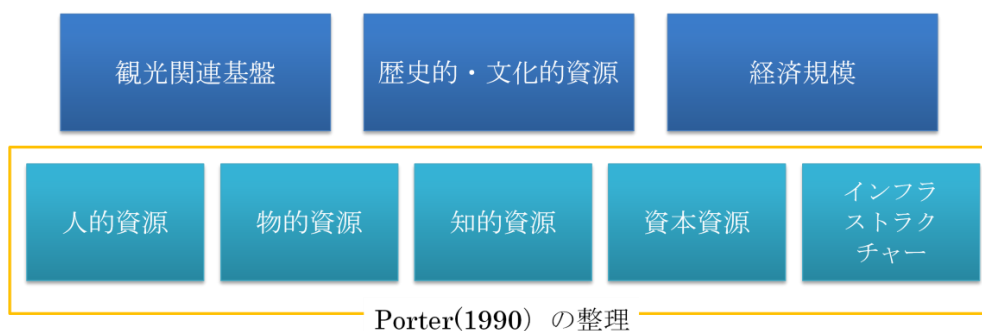 観光関連基盤
歴史的・文化的資源
経済規模
人的資源
物的資源
知的資源
資本資源
インフラ
ストラク
チャー
Porter(1990) の整理